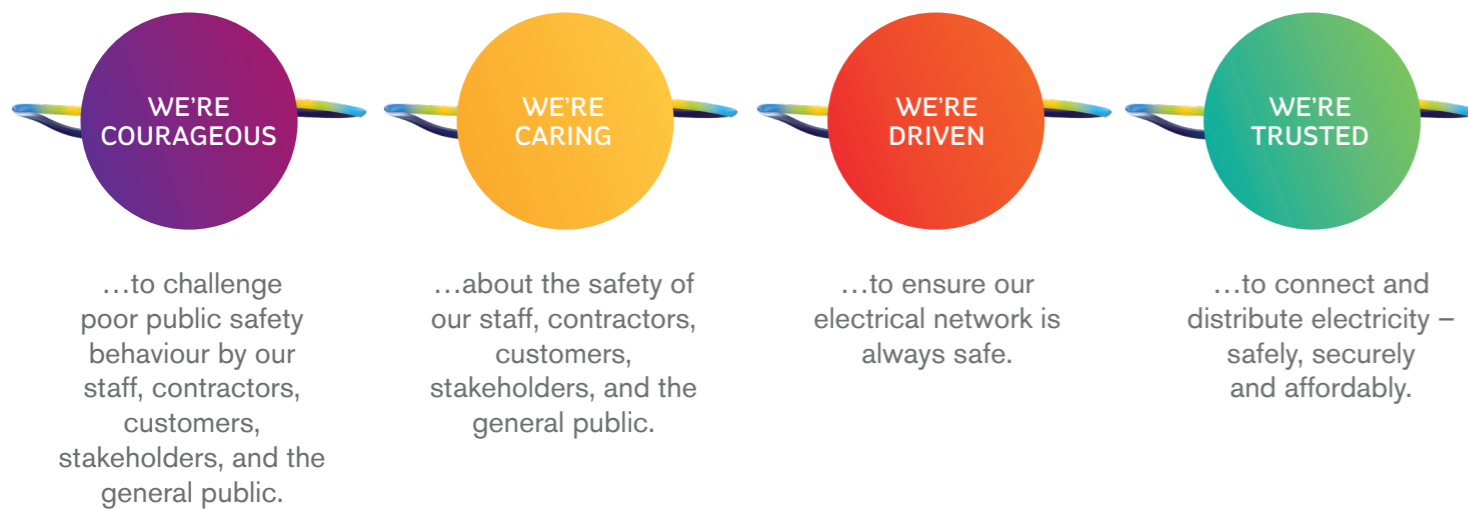 WE'RE
COURAGEOUS
…to challenge
poor public safety
behaviour by our
staff, contractors,
customers,
stakeholders, and the
general public.
WE'RE
CARING
…about the safety of
our staff, contractors,
customers,
stakeholders, and the
general public.
WE'RE
DRIVEN
…to ensure our
electrical network is
always safe.
WE'RE
TRUSTED
…to connect and
distribute electricity –
safely, securely
and affordably.